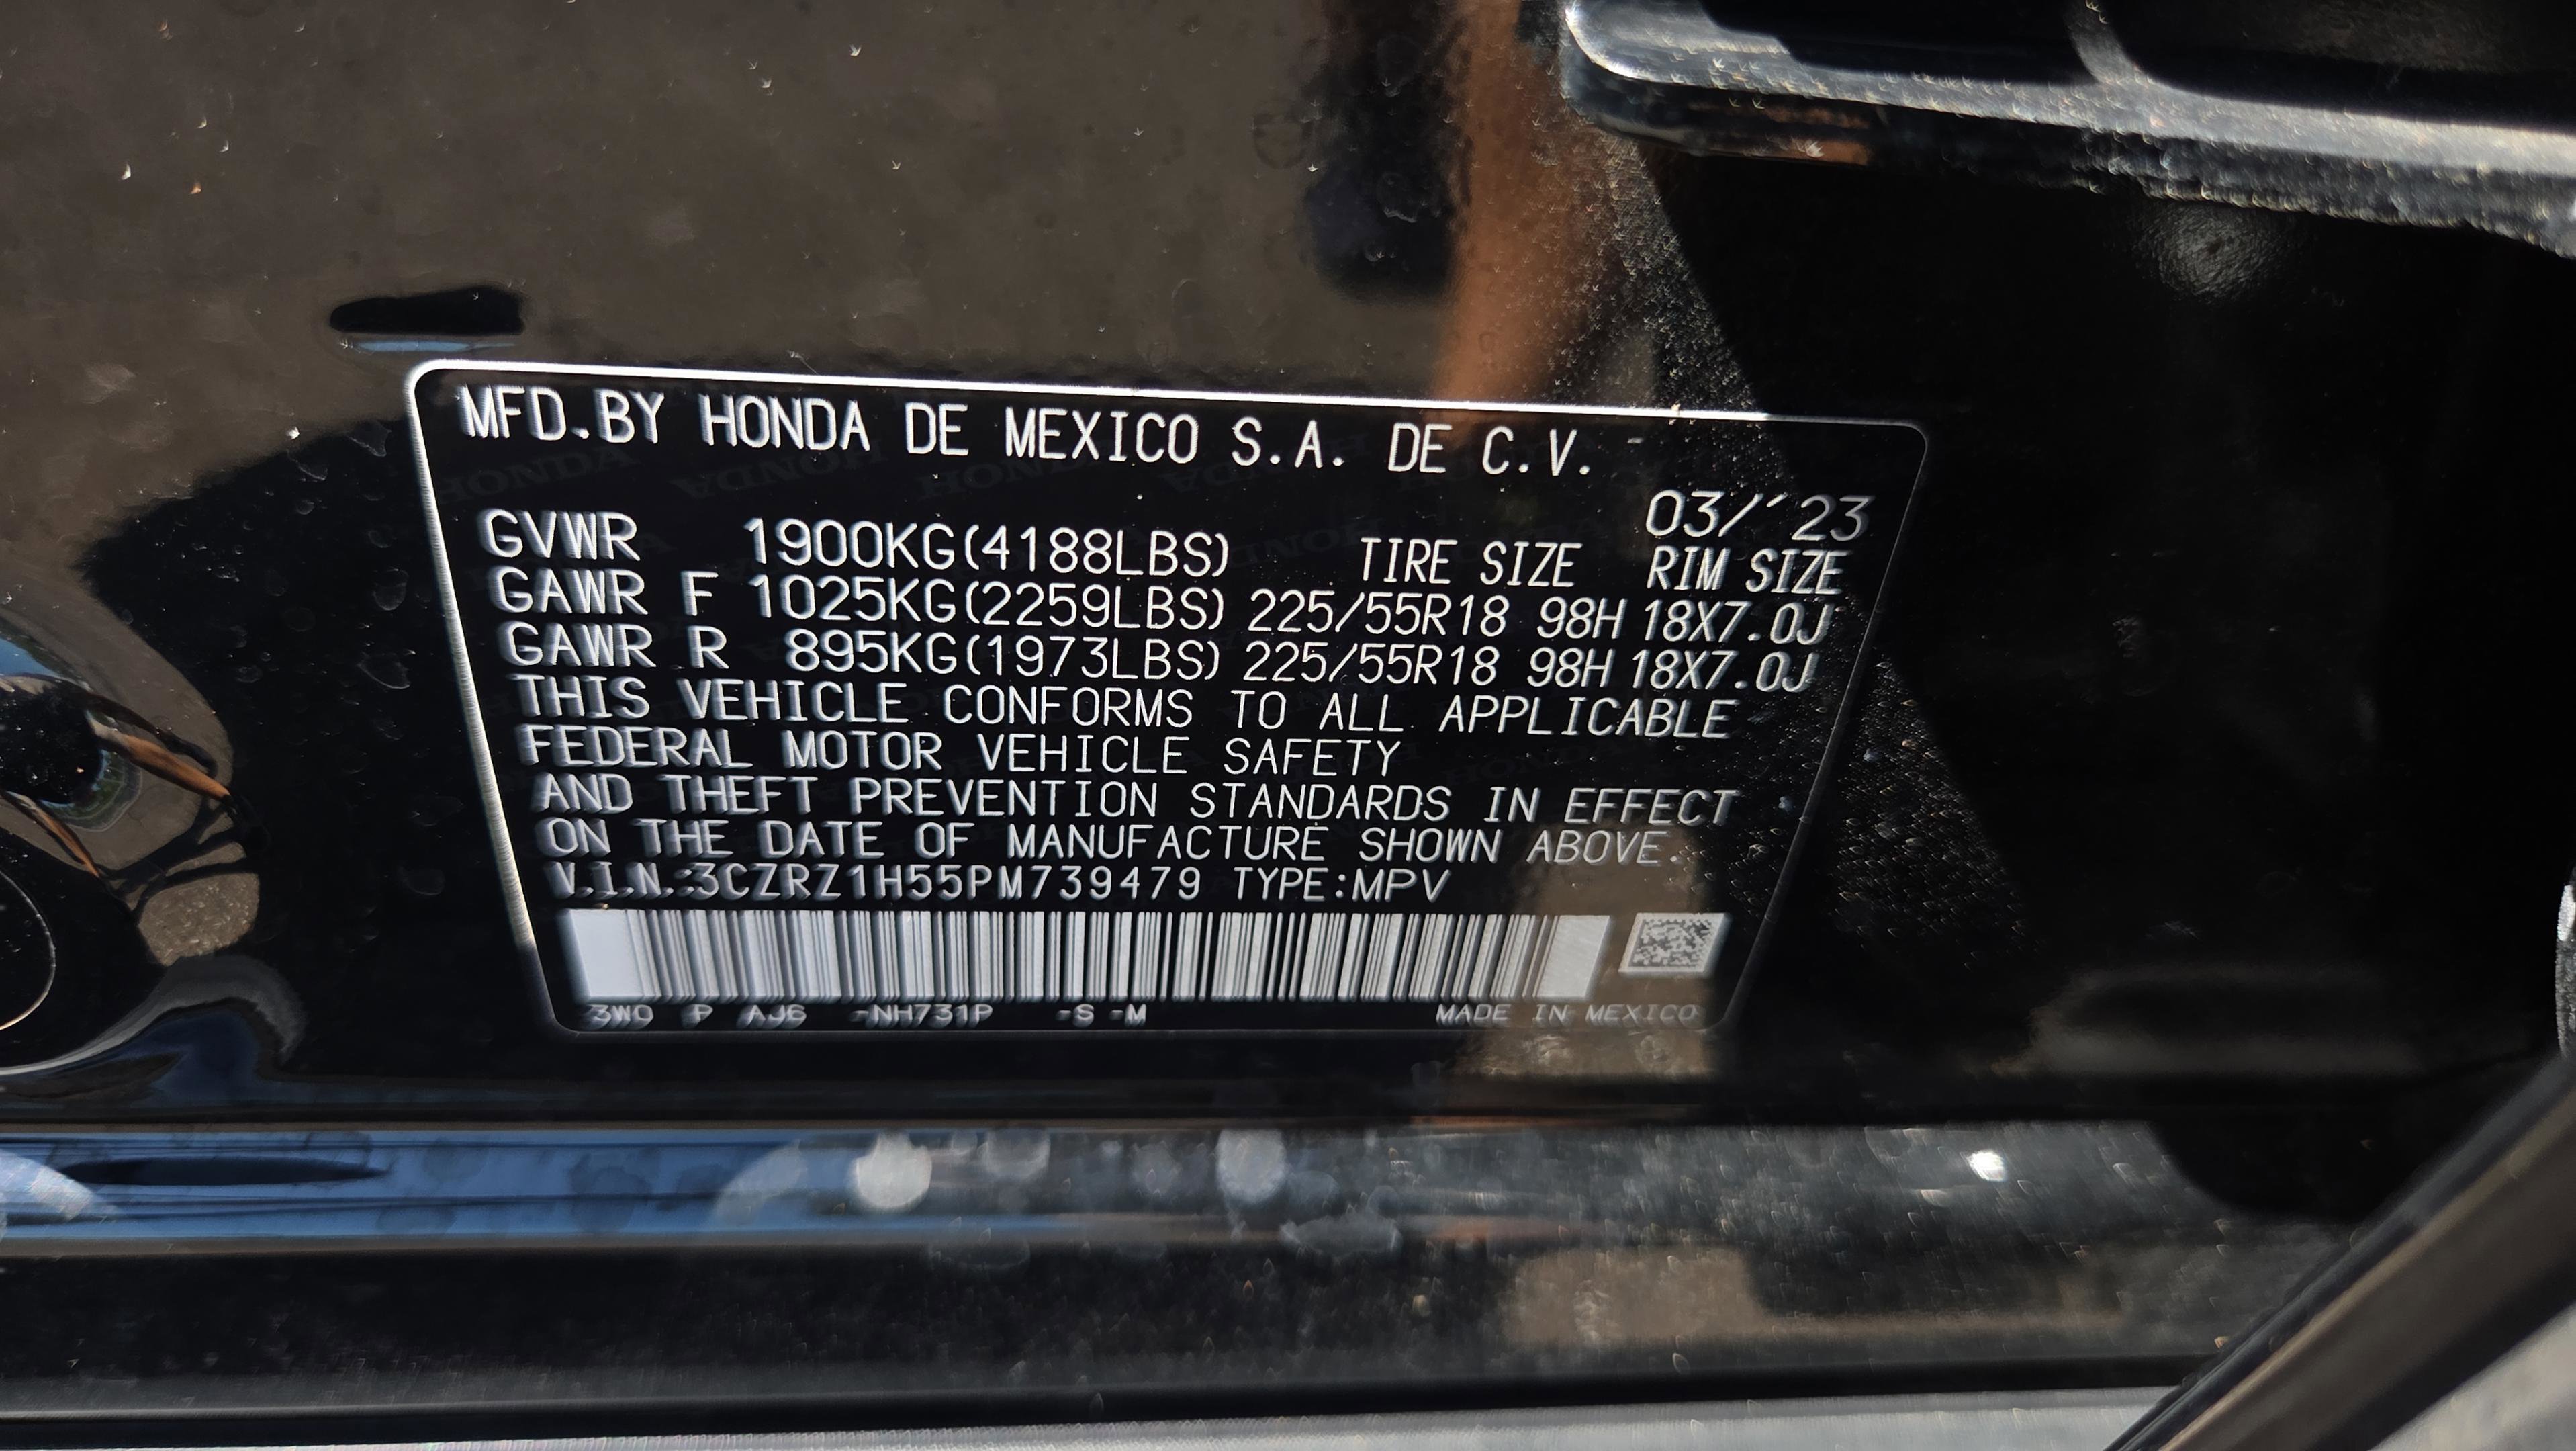 MFD.BY HONDA DE MEXICO S.A. DE C.V.
03/'23
GVWR 1900KG(4188LBS) TIRE SIZE RIM SIZE
GAWR F 1025KG(2259LBS) 225/55R18 98H 18X7.0J
GAWR R 895KG(1973LBS) 225/55R18 98H 18X7.0J
THIS VEHICLE CONFORMS TO ALL APPLICABLE
FEDERAL MOTOR VEHICLE SAFETY
AND THEFT PREVENTION STANDARDS IN EFFECT
ON THE DATE OF MANUFACTURE SHOWN ABOVE.
V.I.N.:3CZRZ1H55PM739479 TYPE:MPV
3W0 P AJ6 -NH731P -S -M MADE IN MEXICO